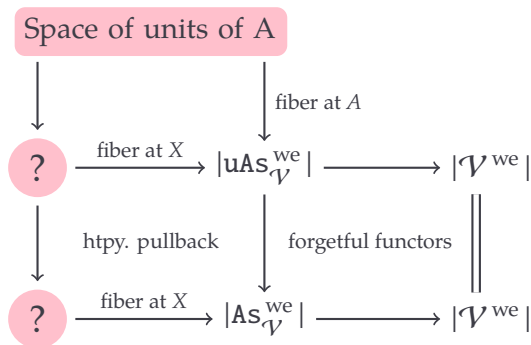 Space of units of A
fiber at A
? fiber at X |uAs_𝒱^we| |𝒱^we|
htpy. pullback forgetful functors
? fiber at X |As_𝒱^we| |𝒱^we|